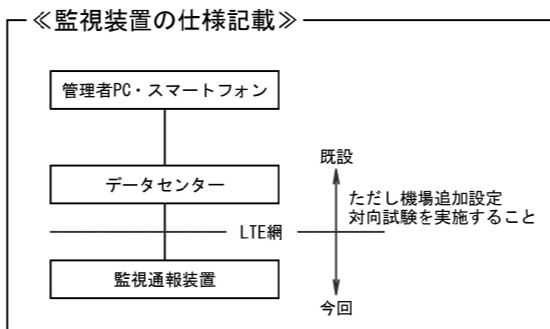 ≪監視装置の仕様記載≫
管理者PC・スマートフォン
既設
データセンター
ただし機場追加設定
対向試験を実施すること
LTE網
監視通報装置
今回